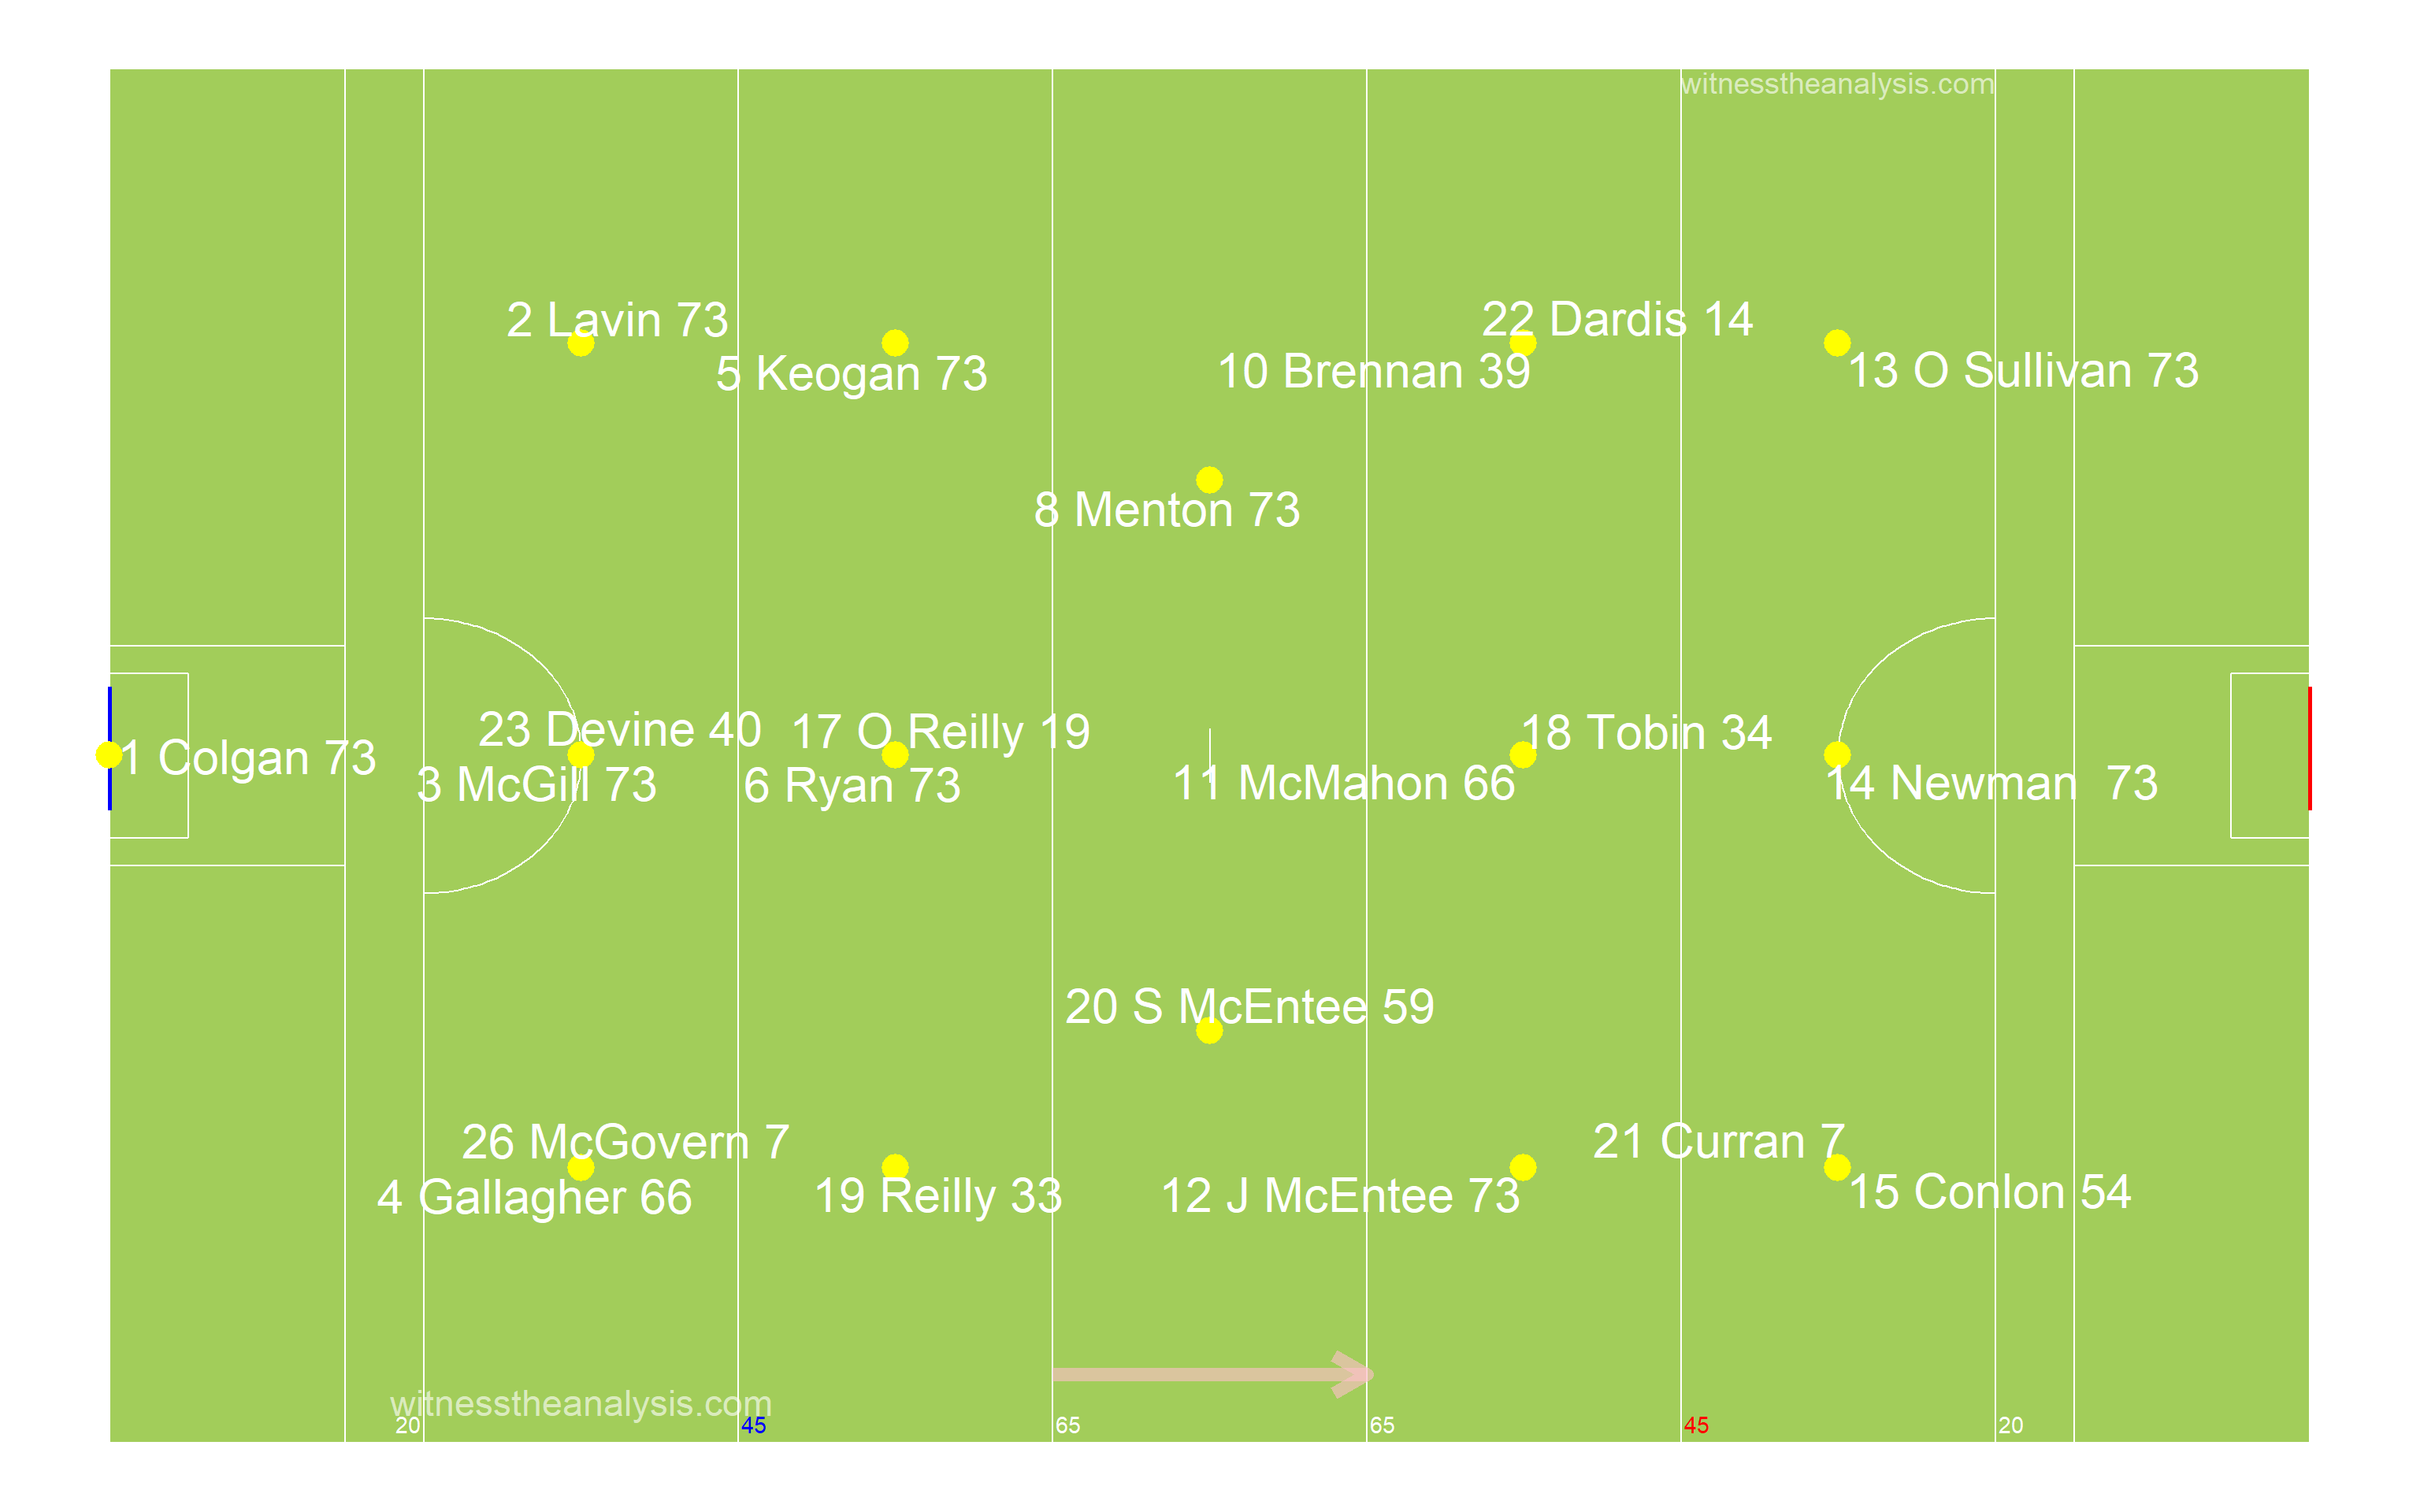 witnesstheanalysis.com
2 Lavin 73
22 Dardis 14
5 Keogan 73
10 Brennan 39
13 O Sullivan 73
8 Menton 73
23 Devine 40
17 O Reilly 19
18 Tobin 34
1 Colgan 73
3 McGill 73
6 Ryan 73
11 McMahon 66
14 Newman  73
20 S McEntee 59
26 McGovern 7
21 Curran 7
4 Gallagher 66
19 Reilly 33
12 J McEntee 73
15 Conlon 54
witnesstheanalysis.com
20
45
65
65
45
20